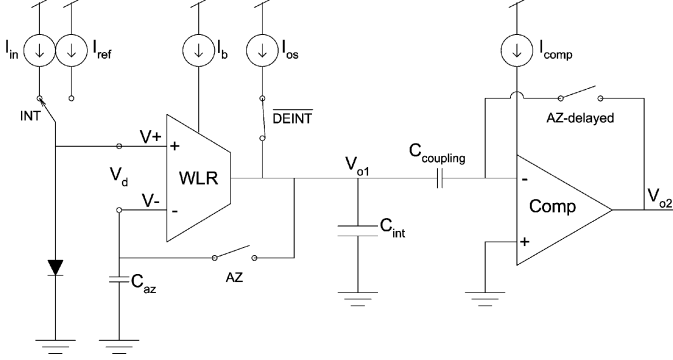 I_in I_ref I_b I_os I_comp
INT
DEINT
AZ-delayed
V+
+
V_d
WLR
V_o1
C_coupling
V-
-
-
Comp
V_o2
C_int
+
AZ
C_az